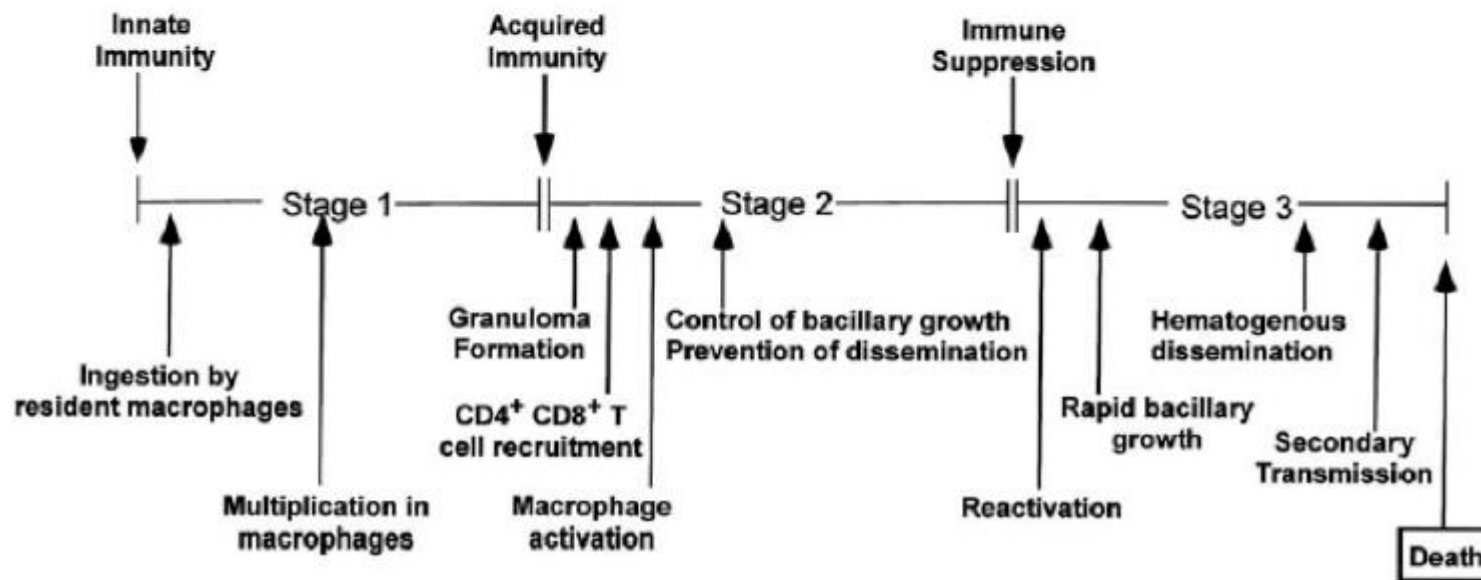 Innate
Immunity
Acquired
Immunity
Immune
Suppression
Stage 1
Stage 2
Stage 3
Ingestion by
resident macrophages
Multiplication in
macrophages
Granuloma
Formation
CD4⁺ CD8⁺ T
cell recruitment
Macrophage
activation
Control of bacillary growth
Prevention of dissemination
Reactivation
Rapid bacillary
growth
Hematogenous
dissemination
Secondary
Transmission
Death